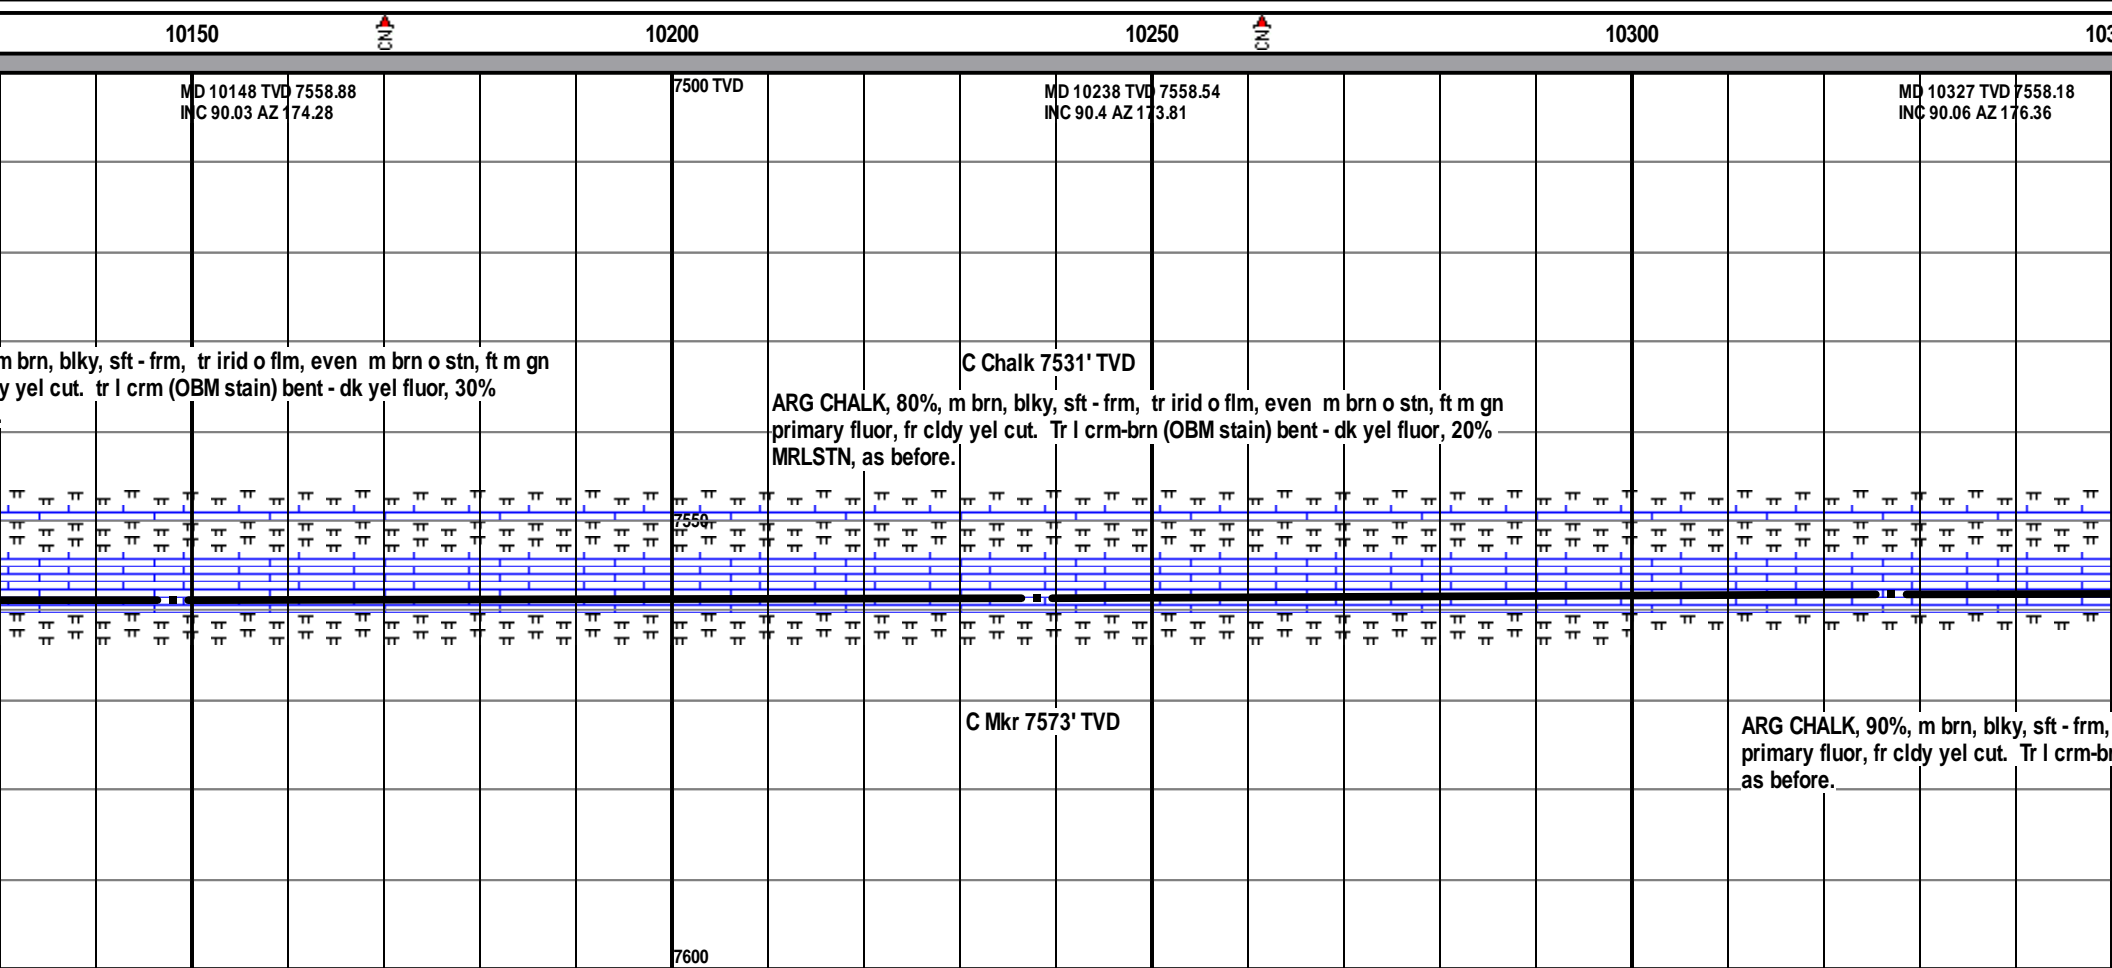 10150
CN
10200
10250
CN
10300
103
MD 10148 TVD 7558.88
INC 90.03 AZ 174.28
7500 TVD
MD 10238 TVD 7558.54
INC 90.4 AZ 173.81
MD 10327 TVD 7558.18
INC 90.06 AZ 176.36
m brn, blky, sft - frm, tr irid o flm, even m brn o stn, ft m gn
y yel cut. tr l crm (OBM stain) bent - dk yel fluor, 30%
C Chalk 7531' TVD
ARG CHALK, 80%, m brn, blky, sft - frm, tr irid o flm, even m brn o stn, ft m gn
primary fluor, fr cldy yel cut. Tr l crm-brn (OBM stain) bent - dk yel fluor, 20%
MRLSTN, as before.
7550
C Mkr 7573' TVD
ARG CHALK, 90%, m brn, blky, sft - frm,
primary fluor, fr cldy yel cut. Tr l crm-br
as before.
7600